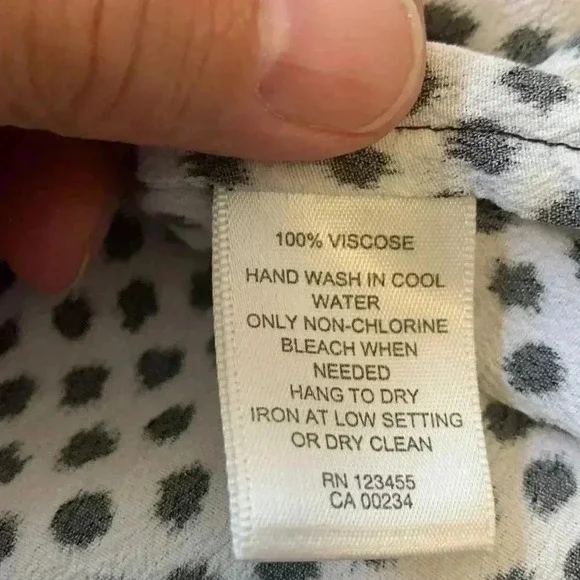 100% VISCOSE
HAND WASH IN COOL
WATER
ONLY NON-CHLORINE
BLEACH WHEN
NEEDED
HANG TO DRY
IRON AT LOW SETTING
OR DRY CLEAN
RN 123455
CA 00234